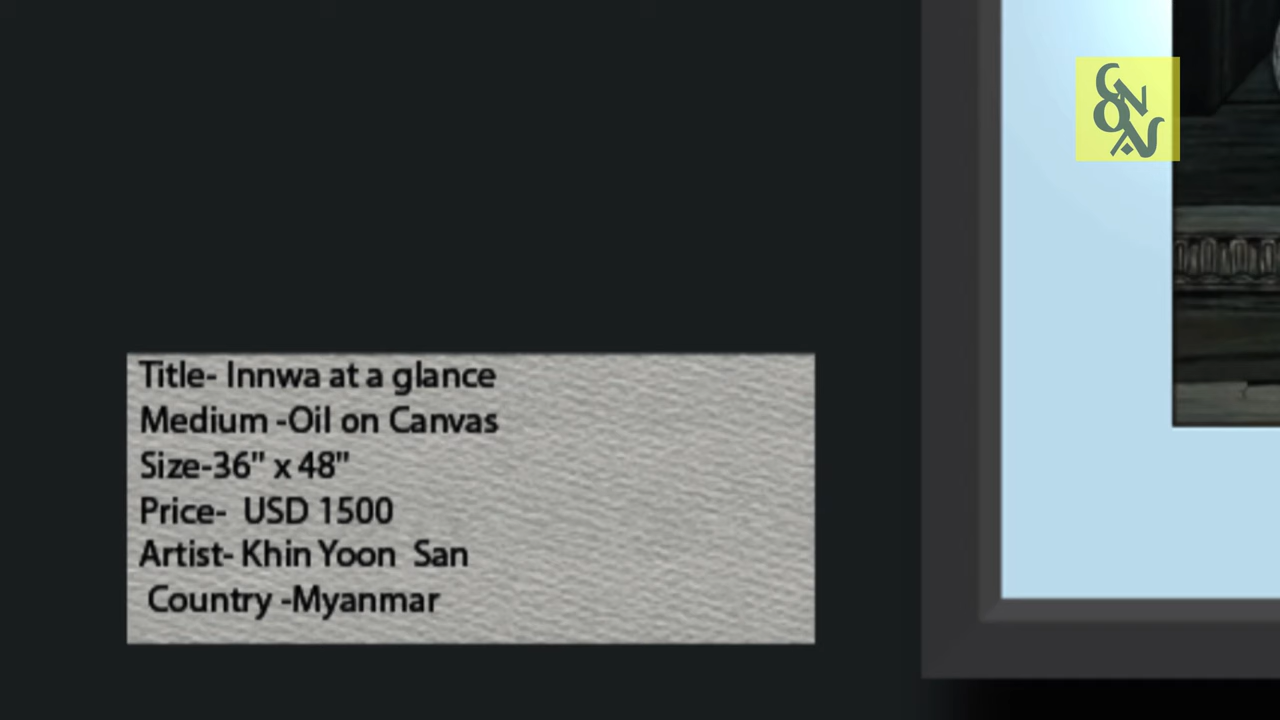 Title- Innwa at a glance
Medium -Oil on Canvas
Size-36" x 48"
Price-  USD 1500
Artist- Khin Yoon  San
Country -Myanmar